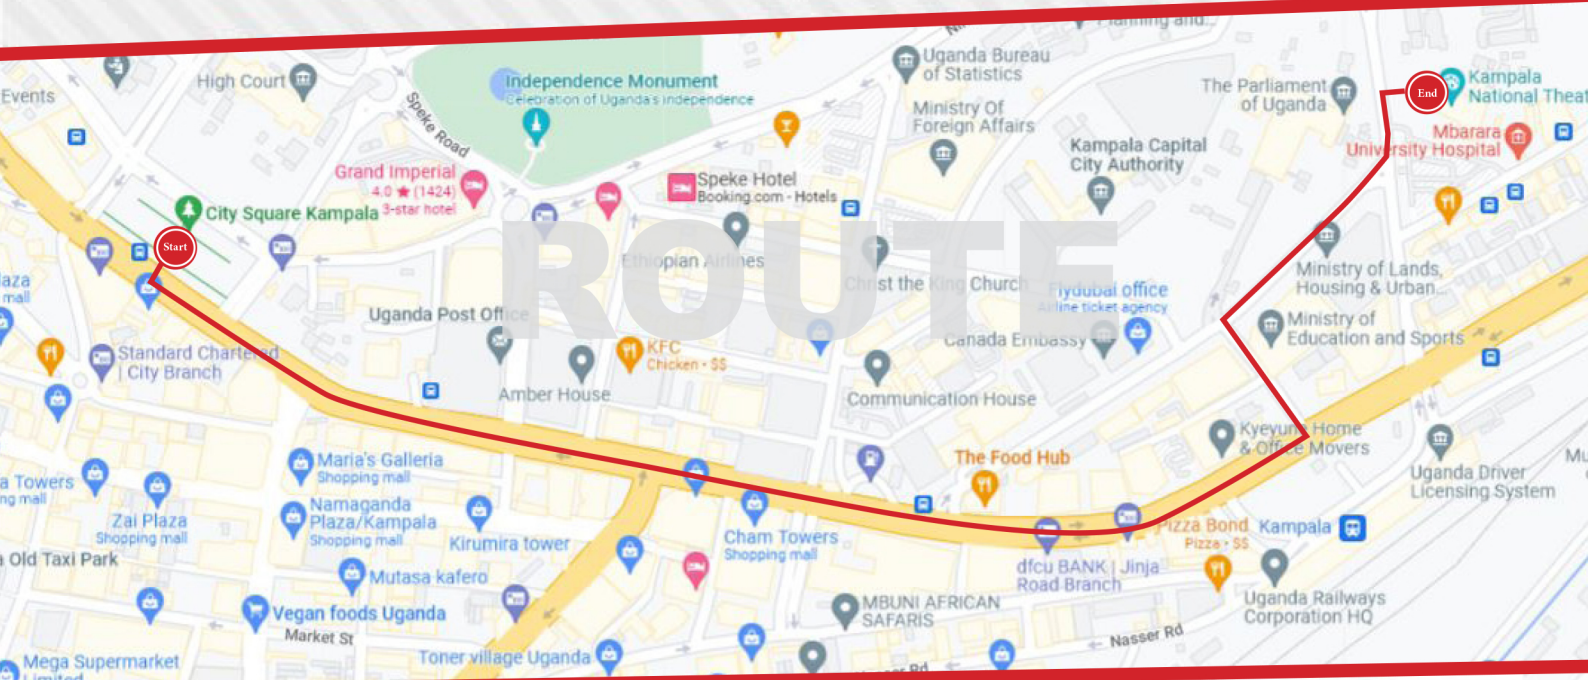 High Court
Events
Speke Road
Independence Monument
Celebration of Uganda's independence
Uganda Bureau
of Statistics
Ministry Of
Foreign Affairs
Planning and...
The Parliament
of Uganda
End
Kampala
National Theat
Mbarara
University Hospital
Kampala Capital
City Authority
Grand Imperial
4.0 ★ (1424)
3-star hotel
Speke Hotel
Booking.com - Hotels
City Square Kampala
Start
ROUTE
Ethiopian Airlines
Christ the King Church
Flydubai office
Airline ticket agency
Canada Embassy
Ministry of Lands,
Housing & Urban...
Ministry of
Education and Sports
laza
mall
Uganda Post Office
Standard Chartered
| City Branch
KFC
Chicken • $$
Amber House
Communication House
Kyeyune Home
& Office Movers
Maria's Galleria
Shopping mall
The Food Hub
Uganda Driver
Licensing System
a Towers
ng mall
Zai Plaza
Shopping mall
Namaganda
Plaza/Kampala
Shopping mall
Kirumira tower
Cham Towers
Shopping mall
Pizza Bond
Pizza • $$
Kampala
a Old Taxi Park
Mutasa kafero
dfcu BANK | Jinja
Road Branch
Uganda Railways
Corporation HQ
Vegan foods Uganda
MBUNI AFRICAN
SAFARIS
Market St
Nasser Rd
Toner village Uganda
Mega Supermarket
Limited
Rd